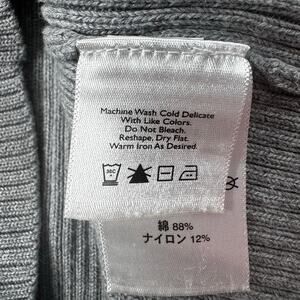 Machine Wash Cold Delicate
With Like Colors.
Do Not Bleach.
Reshape, Dry Flat.
Warm Iron As Desired.
綿 88%
ナイロン 12%